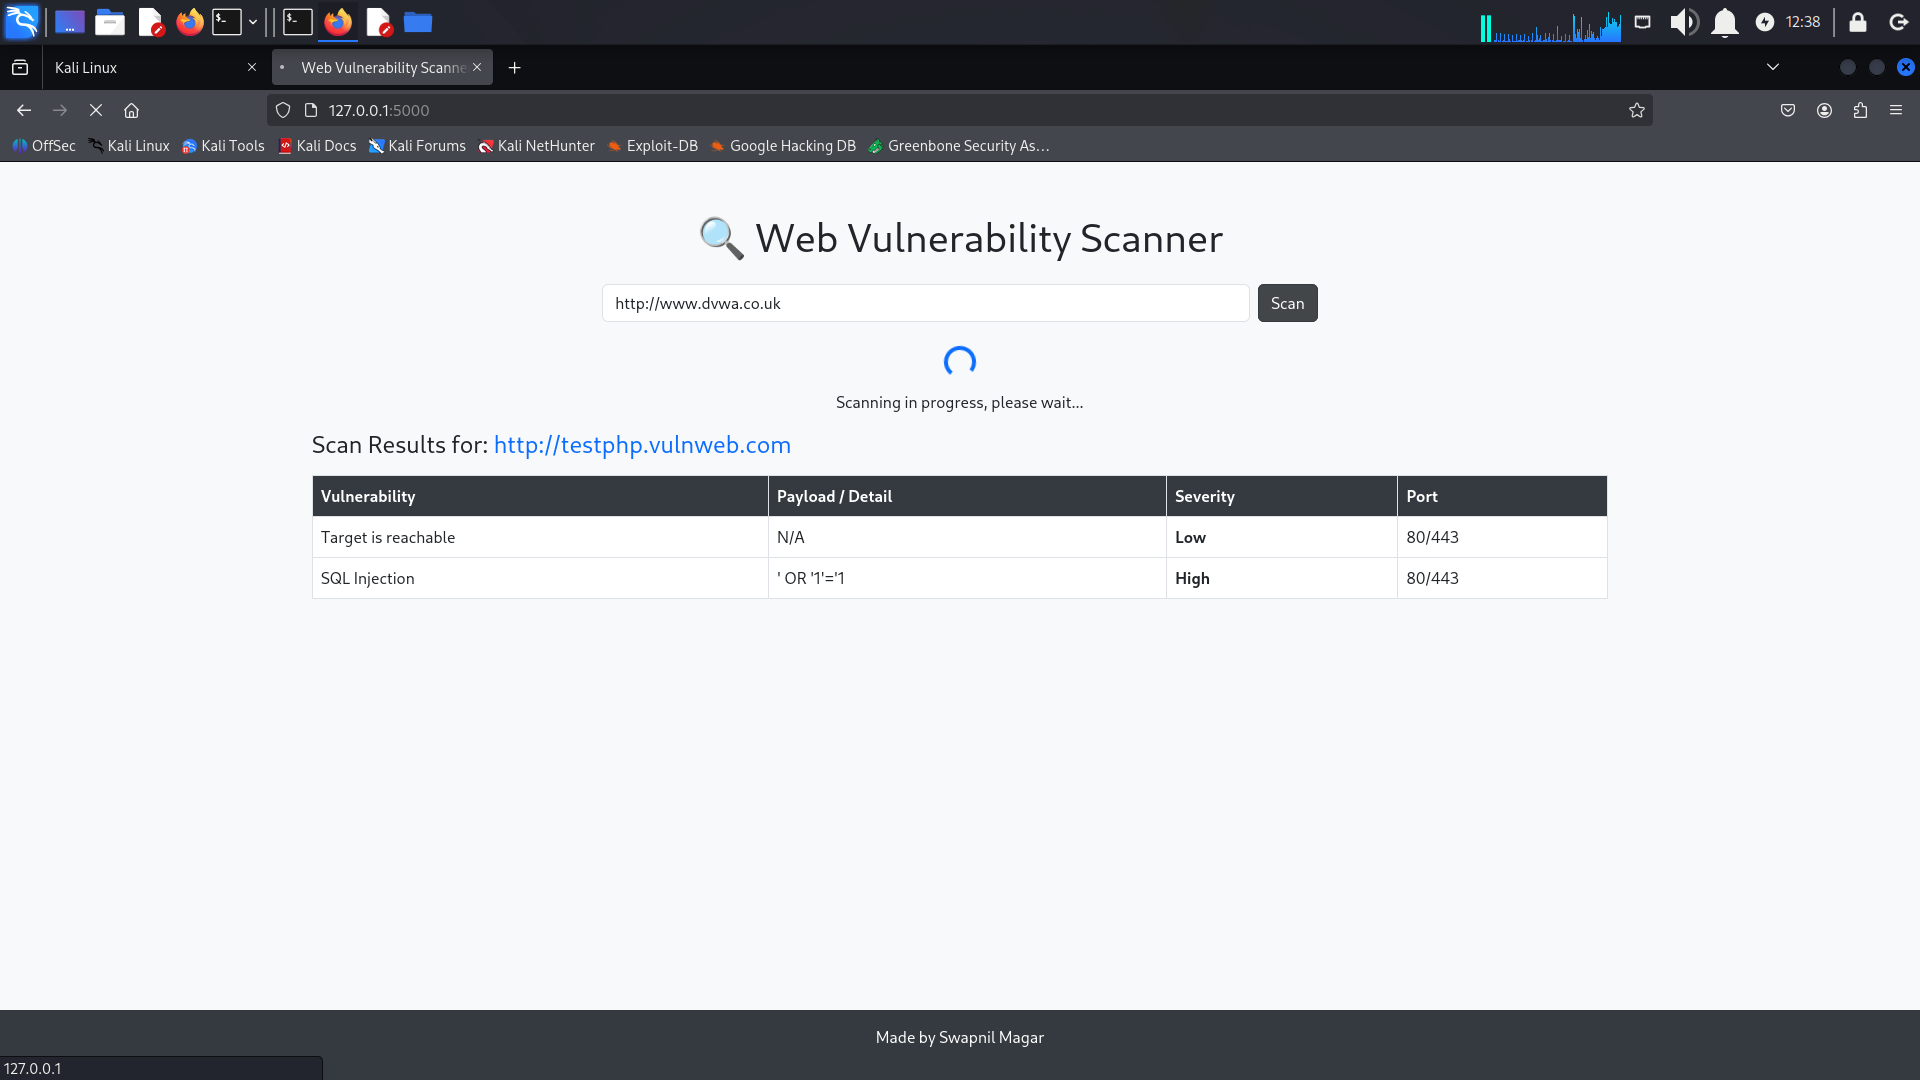 12:38
Kali Linux
Web Vulnerability Scanne
127.0.0.1:5000
OffSec Kali Linux Kali Tools Kali Docs Kali Forums Kali NetHunter Exploit-DB Google Hacking DB Greenbone Security As...
Web Vulnerability Scanner
http://www.dvwa.co.uk Scan
Scanning in progress, please wait...
Scan Results for: http://testphp.vulnweb.com
Vulnerability Payload / Detail Severity Port
Target is reachable N/A Low 80/443
SQL Injection ' OR '1'='1 High 80/443
Made by Swapnil Magar
127.0.0.1